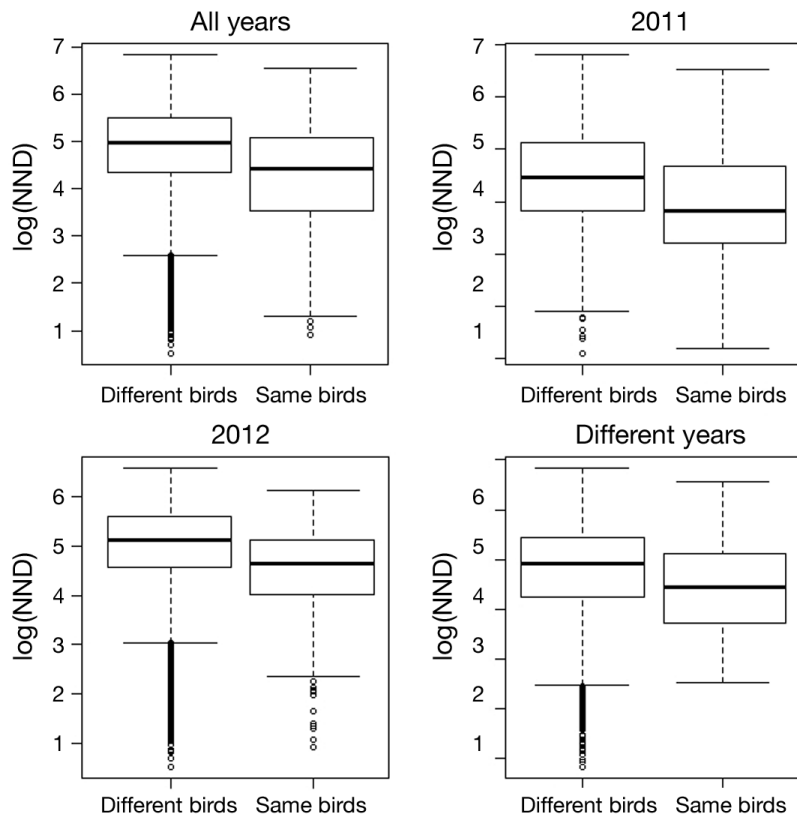 All years
7
6
5
4
3
2
1
log(NND)
Different birds Same birds
2011
7
6
5
4
3
2
1
log(NND)
Different birds Same birds
2012
6
5
4
3
2
1
log(NND)
Different birds Same birds
Different years
6
5
4
3
2
1
log(NND)
Different birds Same birds